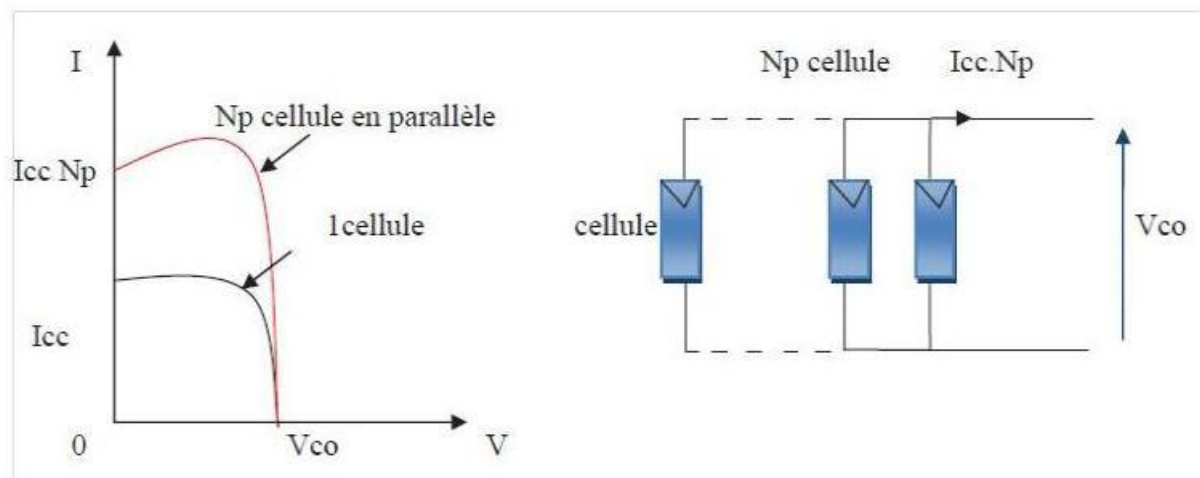 I
Np cellule en parallèle
Icc Np
1cellule
Icc
0
Vco
V
Np cellule
Icc.Np
cellule
Vco